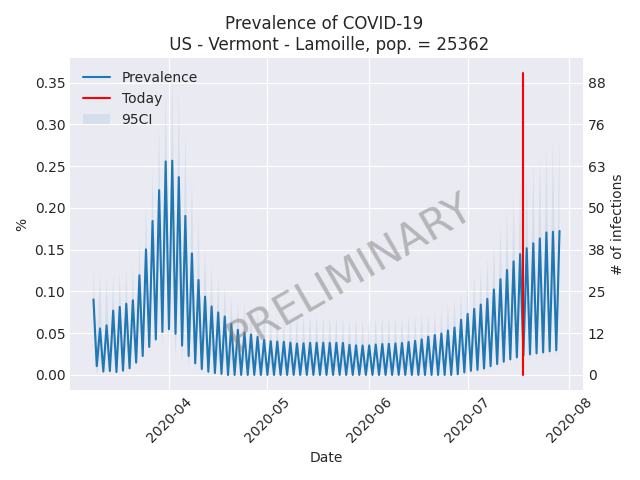 Prevalence of COVID-19
US - Vermont - Lamoille, pop. = 25362
Prevalence
Today
95CI
0.35
0.30
0.25
0.20
0.15
0.10
0.05
0.00
%
88
76
63
50
38
25
12
0
# of infections
PRELIMINARY
2020-04
2020-05
2020-06
2020-07
2020-08
Date